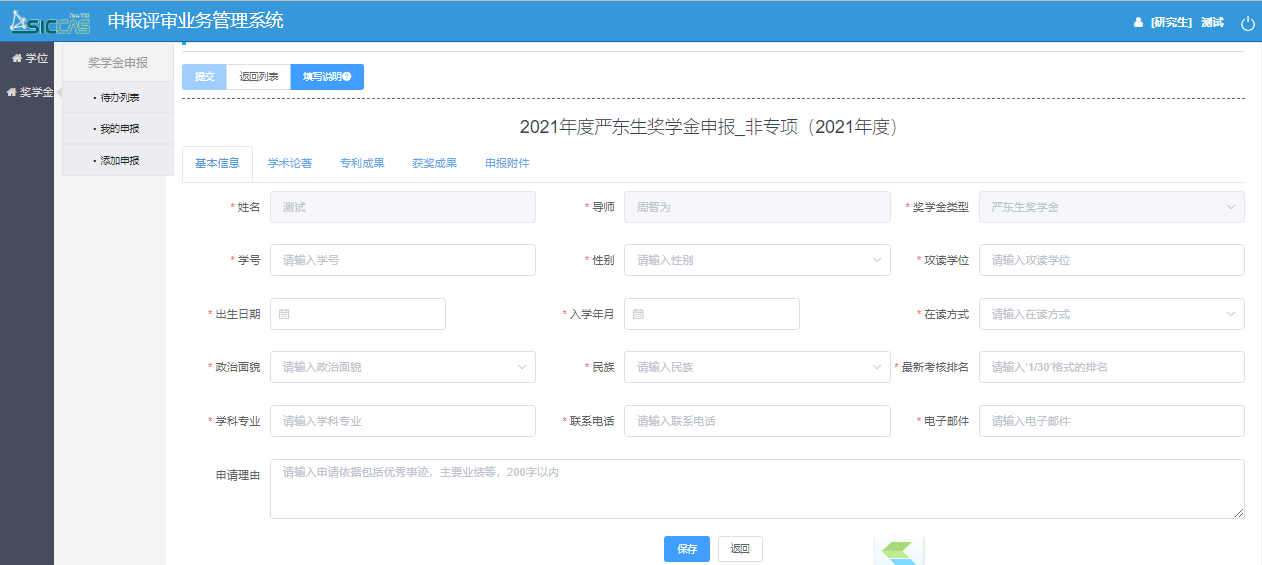 SICCAS 申报评审业务管理系统 [研究生] 测试
学位
奖学金
奖学金申报
• 待办列表
• 我的申报
• 添加申报
提交 返回列表 填写说明
2021年度严东生奖学金申报_非专项（2021年度）
基本信息 学术论著 专利成果 获奖成果 申报附件
* 姓名 测试 * 导师 周智为 * 奖学金类型 严东生奖学金
* 学号 请输入学号 * 性别 请输入性别 * 攻读学位 请输入攻读学位
* 出生日期 * 入学年月 * 在读方式 请输入在读方式
* 政治面貌 请输入政治面貌 * 民族 请输入民族 * 最新考核排名 请输入'1/30'格式的排名
* 学科专业 请输入学科专业 * 联系电话 请输入联系电话 * 电子邮件 请输入电子邮件
申请理由 请输入申请依据包括优秀事迹，主要业绩等，200字以内
保存 返回